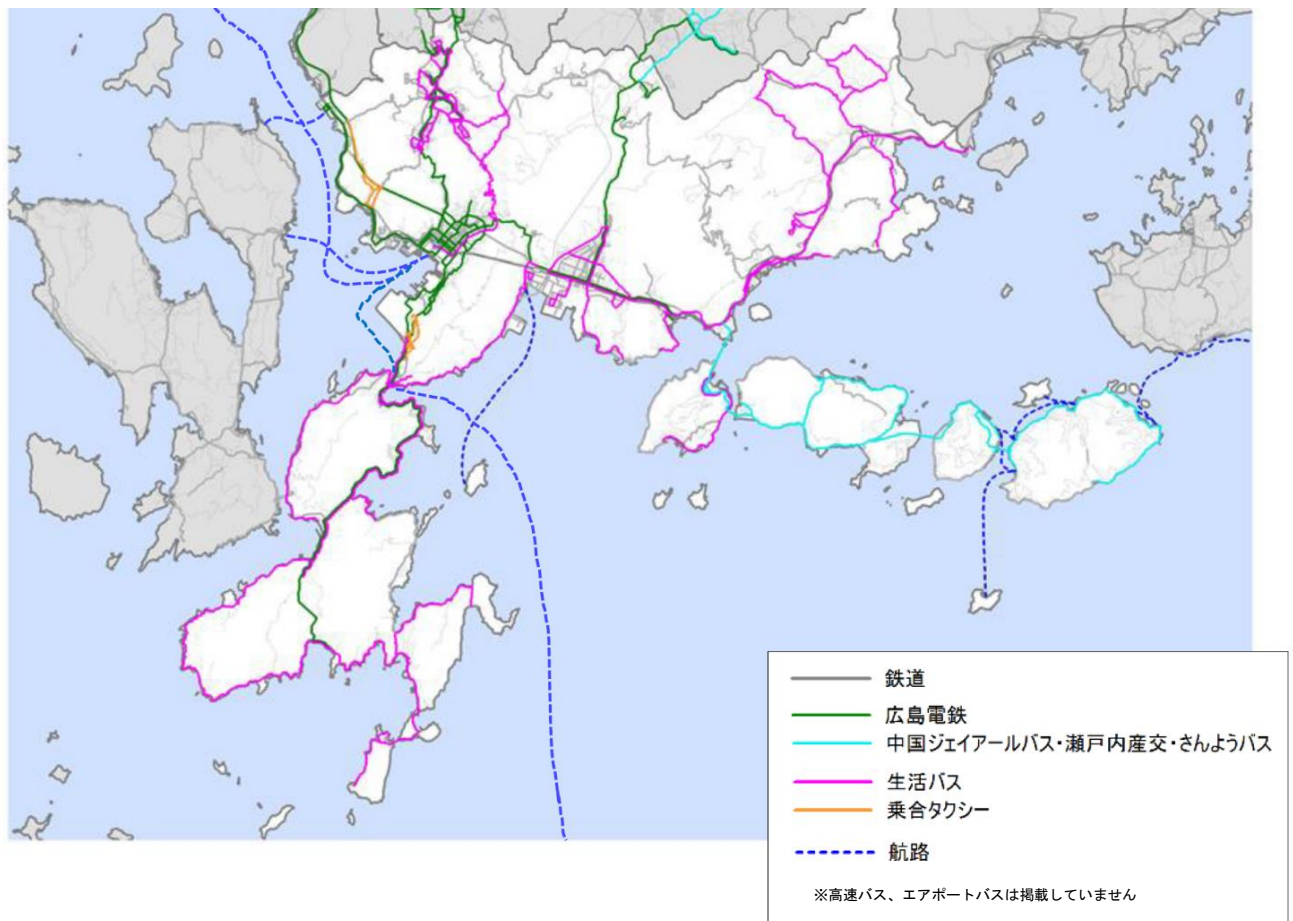 鉄道
広島電鉄
中国ジェイアールバス・瀬戸内産交・さんようバス
生活バス
乗合タクシー
航路
※高速バス、エアポートバスは掲載していません